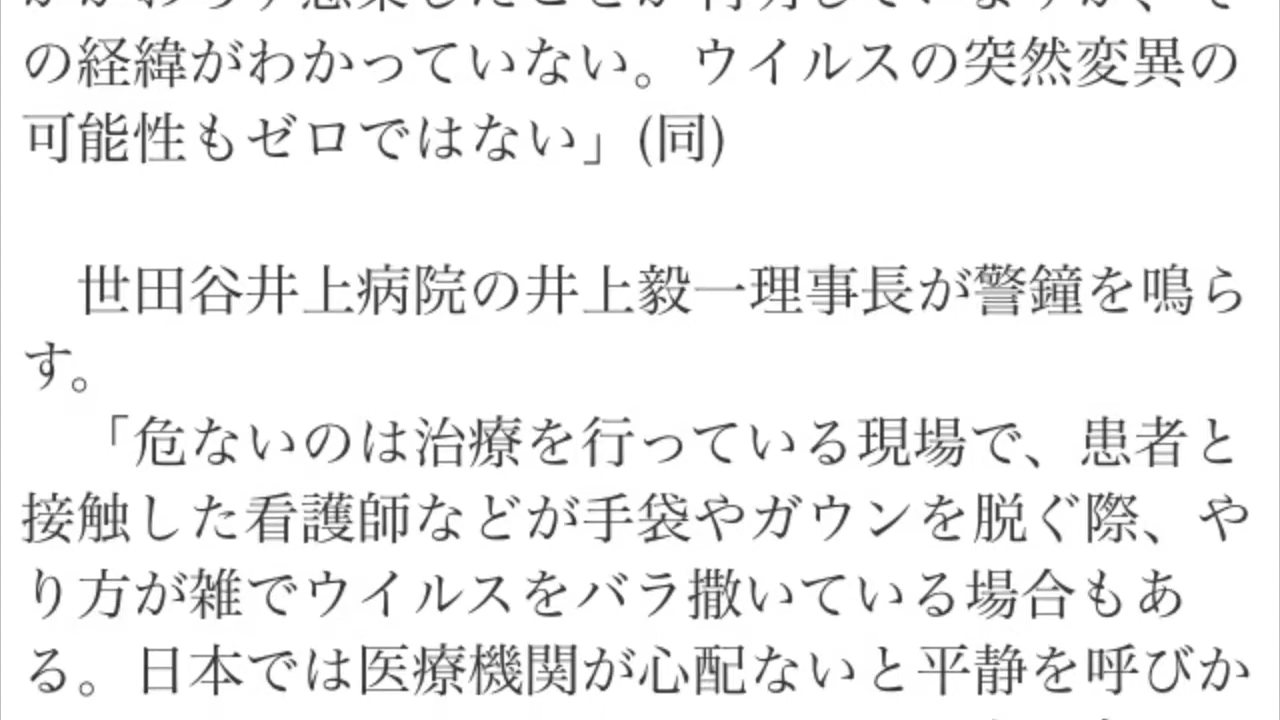 の経緯がわかっていない。ウイルスの突然変異の
可能性もゼロではない」(同)
世田谷井上病院の井上毅一理事長が警鐘を鳴ら
す。
「危ないのは治療を行っている現場で、患者と
接触した看護師などが手袋やガウンを脱ぐ際、や
り方が雑でウイルスをバラ撒いている場合もあ
る。日本では医療機関が心配ないと平静を呼びか